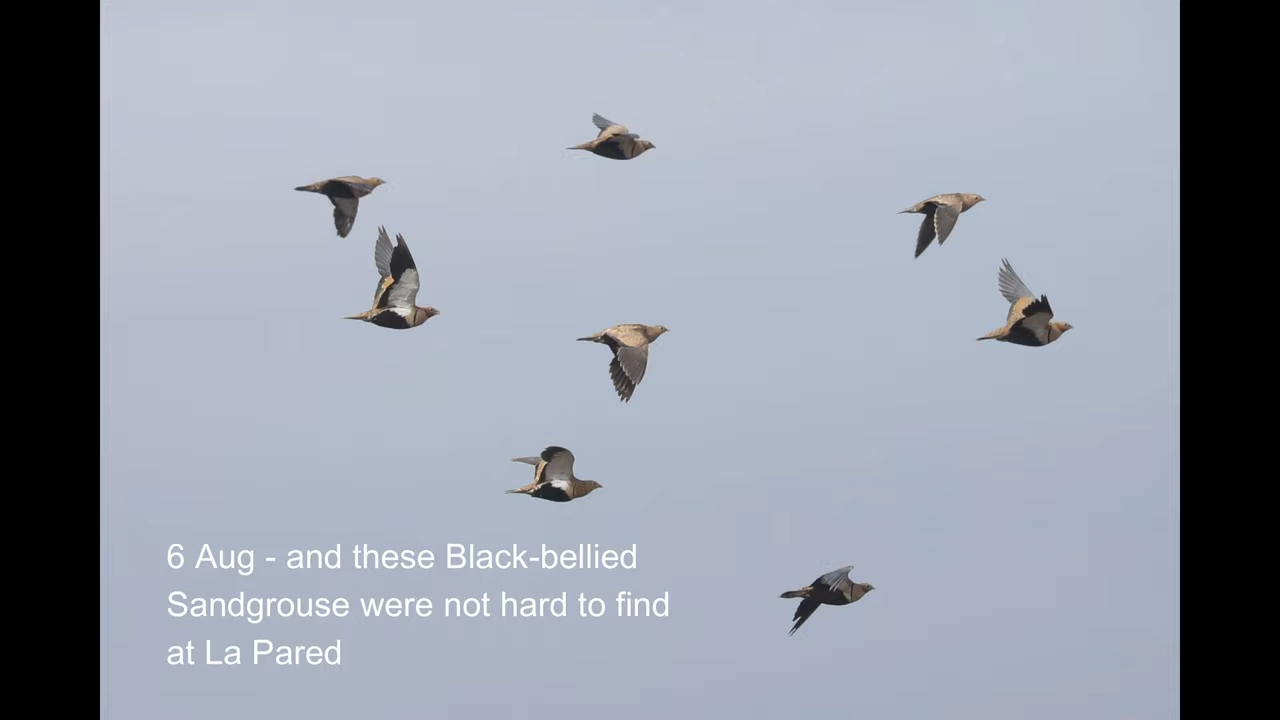 6 Aug - and these Black-bellied
Sandgrouse were not hard to find
at La Pared